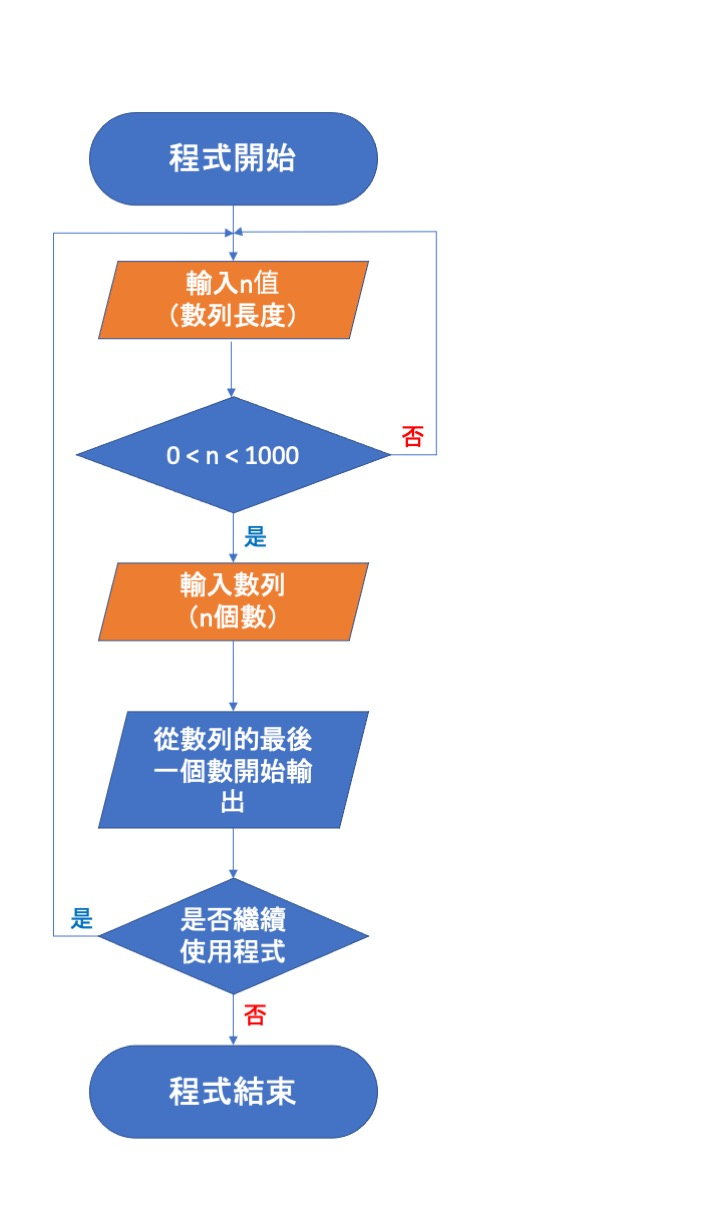 程式開始
輸入n值
（數列長度）
0 < n < 1000
否
是
輸入數列
（n個數）
從數列的最後
一個數開始輸
出
是
是否繼續
使用程式
否
程式結束